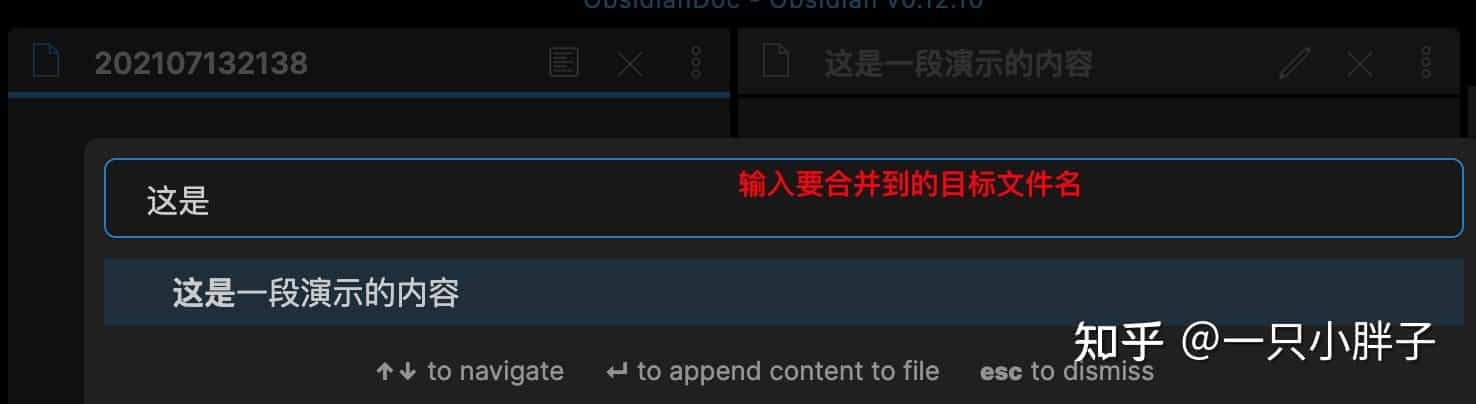 ObsidianDoc - Obsidian v0.12.10
202107132138
这是一段演示的内容
输入要合并到的目标文件名
这是
这是一段演示的内容
知乎 @一只小胖子
↑↓ to navigate ↵ to append content to file esc to dismiss